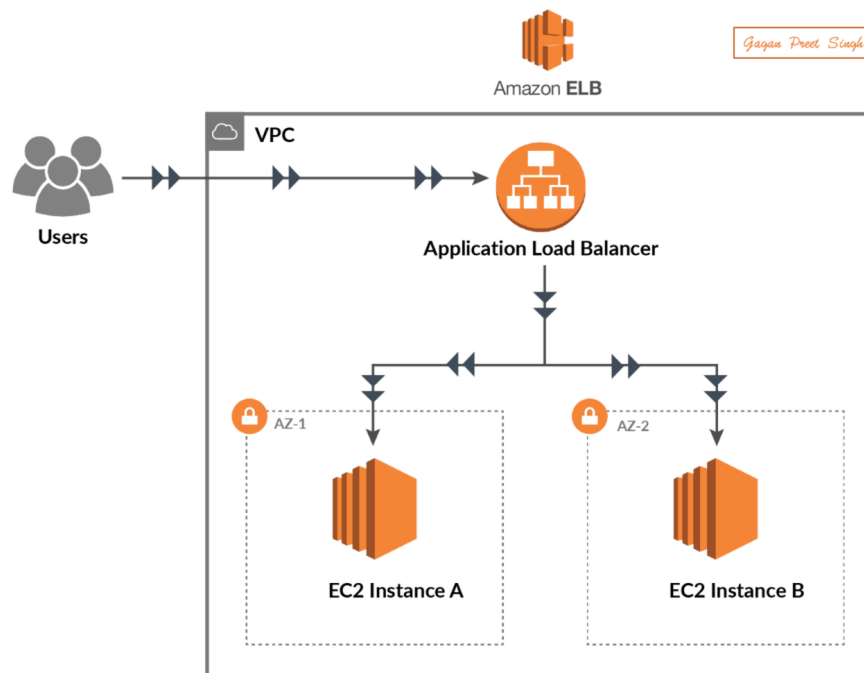 Gagan Preet Singh
Amazon ELB
VPC
Users
Application Load Balancer
AZ-1
AZ-2
EC2 Instance A
EC2 Instance B